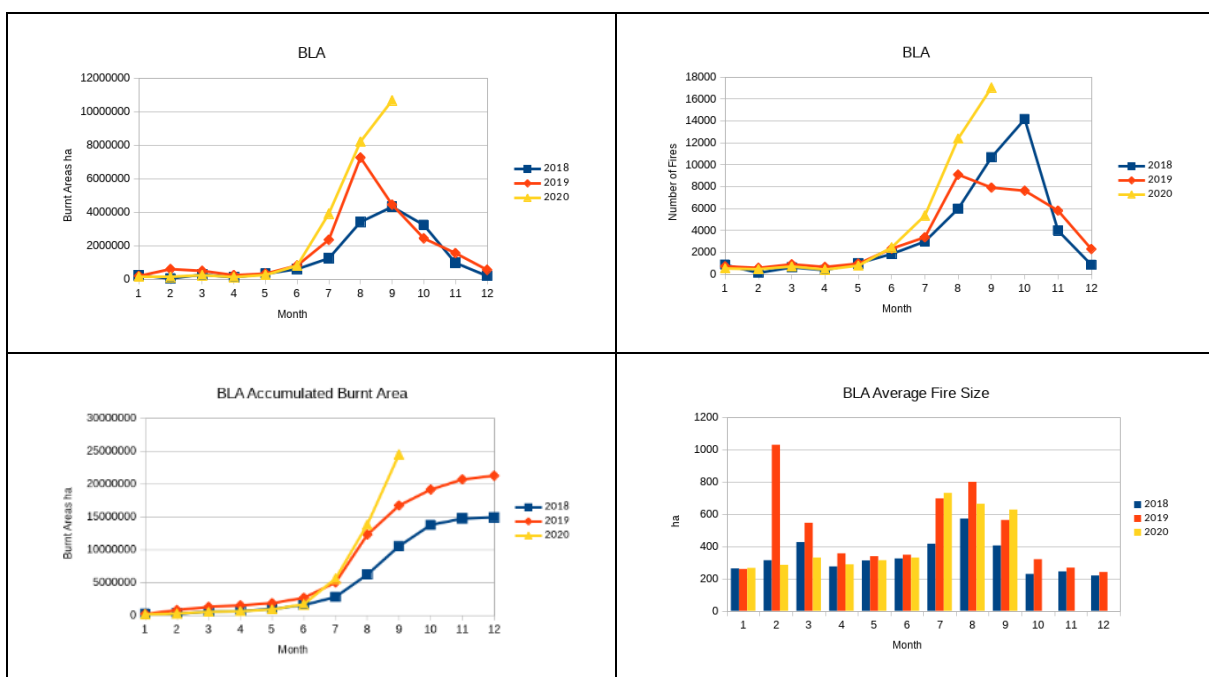 BLA
12000000
10000000
8000000
6000000
4000000
2000000
0
Burnt Areas ha
1 2 3 4 5 6 7 8 9 10 11 12
Month
2018
2019
2020
BLA
18000
16000
14000
12000
10000
8000
6000
4000
2000
0
Number of Fires
1 2 3 4 5 6 7 8 9 10 11 12
Month
2018
2019
2020
BLA Accumulated Burnt Area
30000000
25000000
20000000
15000000
10000000
5000000
0
Burnt Areas ha
1 2 3 4 5 6 7 8 9 10 11 12
Month
2018
2019
2020
BLA Average Fire Size
1200
1000
800
600
400
200
0
ha
1 2 3 4 5 6 7 8 9 10 11 12
Month
2018
2019
2020